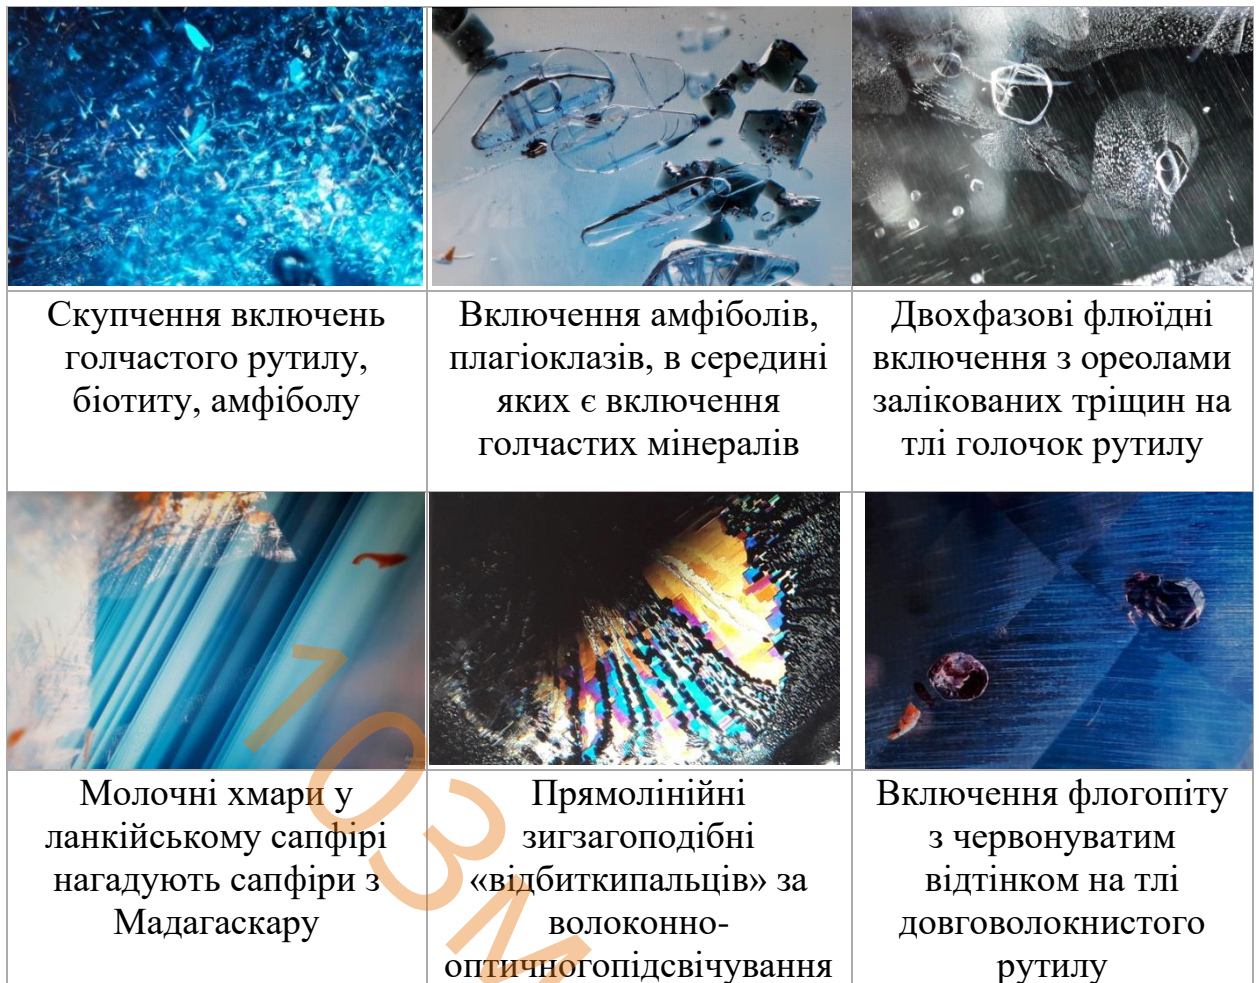 Скупчення включень
голчастого рутилу,
біотиту, амфіболу
Включення амфіболів,
плагіоклазів, в середині
яких є включення
голчастих мінералів
Двохфазові флюїдні
включення з ореолами
залікованих тріщин на
тлі голочок рутилу
Молочні хмари у
ланкійському сапфірі
нагадують сапфіри з
Мадагаскару
Прямолінійні
зигзагоподібні
«відбиткипальців» за
волоконно-
оптичногопідсвічування
Включення флогопіту
з червонуватим
відтінком на тлі
довговолокнистого
рутилу
103М